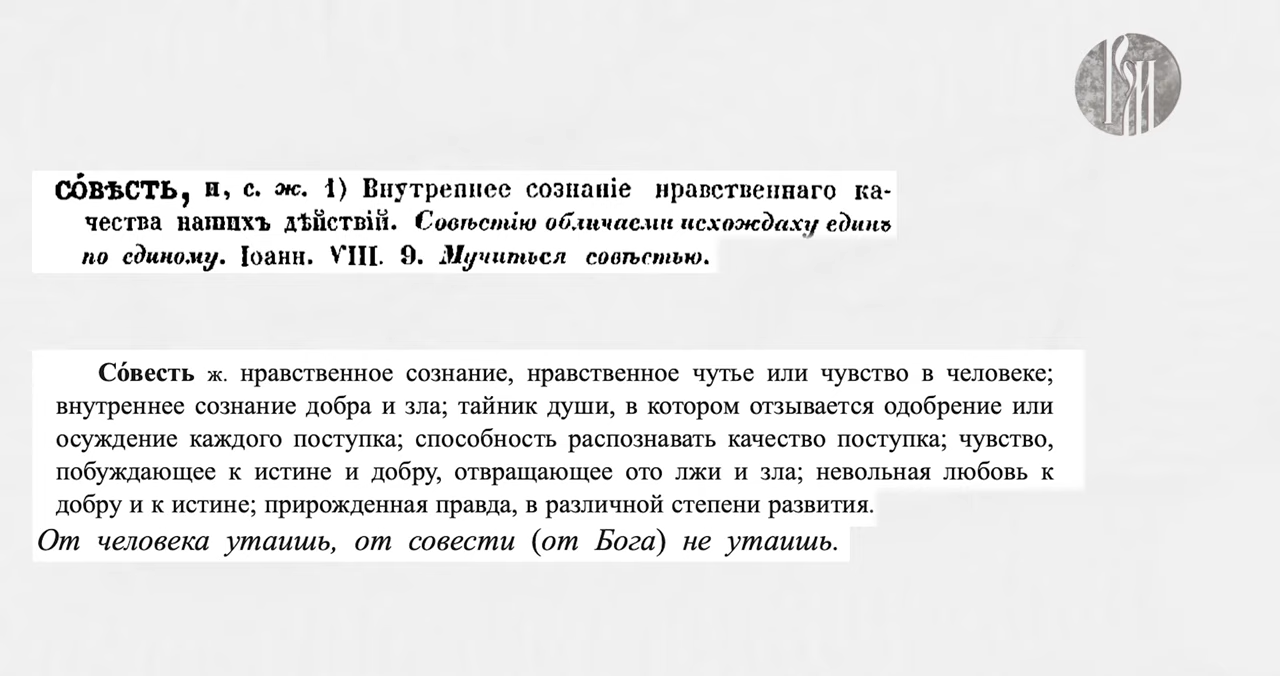 СО́ВѢСТЬ, и, с. ж. 1) Внутреннее сознаніе нравственнаго ка-
чества нашихъ дѣйствій. Совѣстію обличаеми исхождаху единъ
по единому. Іоанн. VIII. 9. Мучиться совѣстью.
Со́весть ж. нравственное сознание, нравственное чутье или чувство в человеке;
внутреннее сознание добра и зла; тайник души, в котором отзывается одобрение или
осуждение каждого поступка; способность распознавать качество поступка; чувство,
побуждающее к истине и добру, отвращающее ото лжи и зла; невольная любовь к
добру и к истине; прирожденная правда, в различной степени развития.
От человека утаишь, от совести (от Бога) не утаишь.